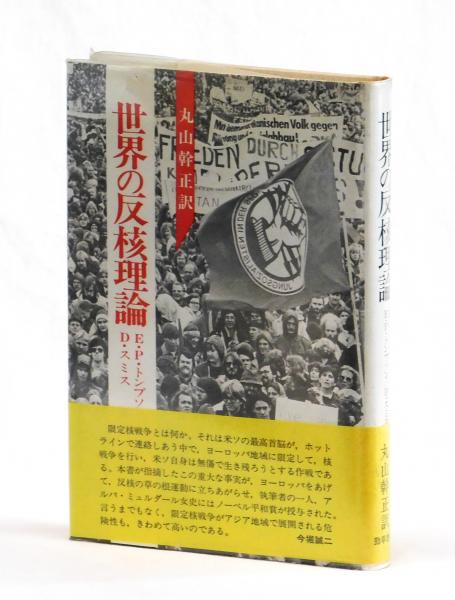 世界の反核理論
丸山幹正訳
E・P・トンプソ
D・スミス
kanischen Volk gegen
FRIEDEN DURCH
JUNGSOZIALISTEN IN DER
限定核戦争とは何か。それは米ソの最高首脳が、ホット
ラインで連絡しあう中で、ヨーロッパ地域に限定して、核
戦争を行い、米ソ自身は無傷で生き残ろうとする作戦であ
る。本書が指摘したこの重大な事実が、ヨーロッパをあげ
て、反核の草の根運動に立ちあがらせ、執筆者の一人、ア
ルバ・ミュルダール女史にはノーベル平和賞が授与された。
言うまでもなく、限定核戦争がアジア地域で展開される危
険性も、きわめて高いのである。
今堀誠二
世界の反核理論
丸山幹正訳
勁草書